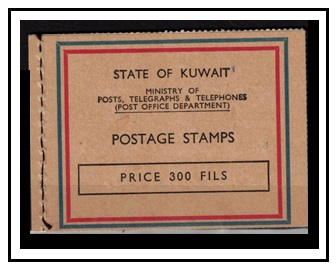 STATE OF KUWAIT
MINISTRY OF
POSTS, TELEGRAPHS & TELEPHONES
(POST OFFICE DEPARTMENT)
POSTAGE STAMPS
PRICE 300 FILS